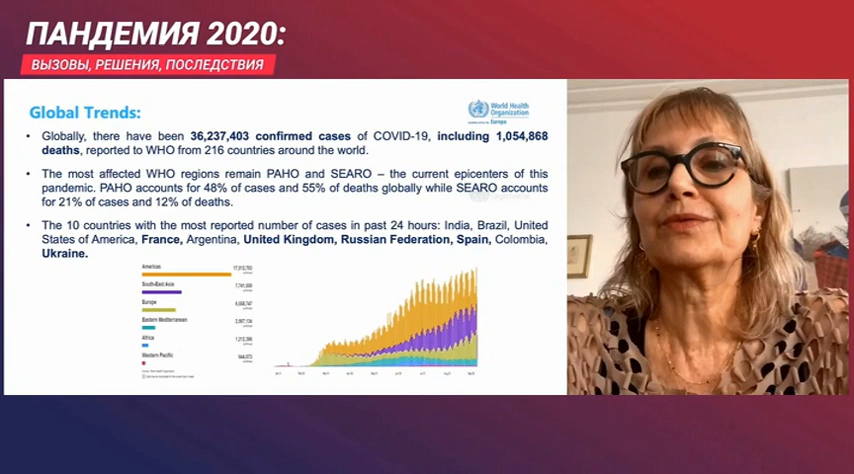 ПАНДЕМИЯ 2020:
ВЫЗОВЫ, РЕШЕНИЯ, ПОСЛЕДСТВИЯ
Global Trends:
World Health
Organization
Europe
• Globally, there have been 36,237,403 confirmed cases of COVID-19, including 1,054,868
deaths, reported to WHO from 216 countries around the world.
• The most affected WHO regions remain PAHO and SEARO – the current epicenters of this
pandemic. PAHO accounts for 48% of cases and 55% of deaths globally while SEARO accounts
for 21% of cases and 12% of deaths.
• The 10 countries with the most reported number of cases in past 24 hours: India, Brazil, United
States of America, France, Argentina, United Kingdom, Russian Federation, Spain, Colombia,
Ukraine.
Americas
South-East Asia
Europe
Eastern Mediterranean
Africa
Western Pacific